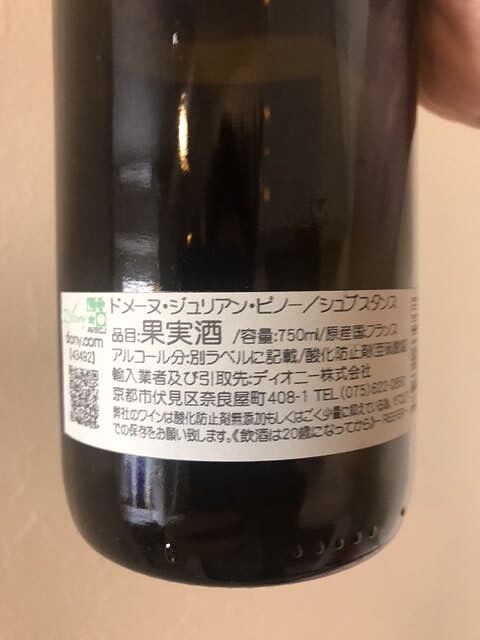 ドメーヌ・ジュリアン・ピノー/シュブスタンス
品目:果実酒 /容量:750ml/原産国:フランス
アルコール分:別ラベルに記載/酸化防止剤
輸入業者及び引取先:ディオニー株式会社
京都市伏見区奈良屋町408-1 TEL (075)622-0850
弊社のワインは酸化防止剤無添加もしくはごく少量に抑えている為、
での保存をお願い致します。《飲酒は20歳になってから》
diony.com
[43492]